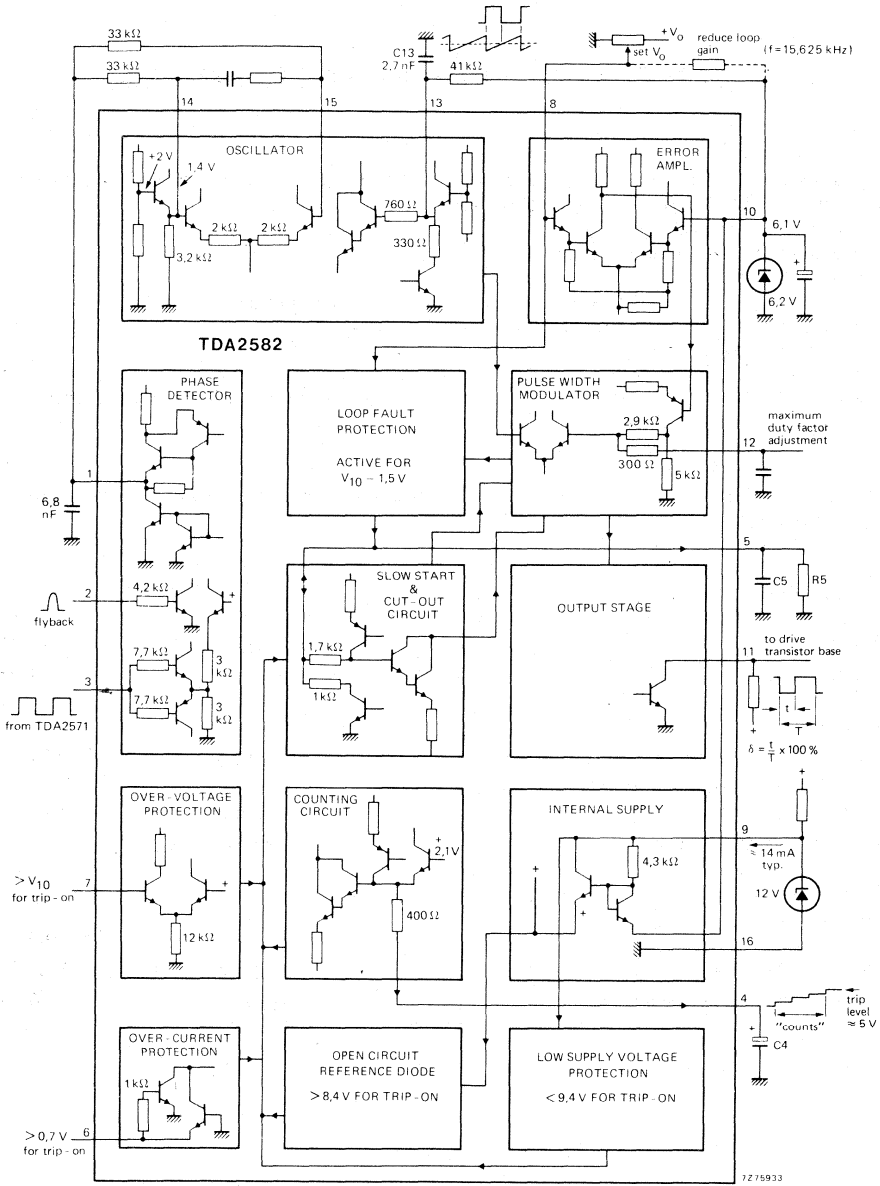 33 kΩ
33 kΩ
C13
2,7 nF
41 kΩ
+Vo
set Vo
reduce loop
gain
(f = 15,625 kHz)
14
15
13
8
OSCILLATOR
+2 V
1,4 V
2 kΩ
2 kΩ
3,2 kΩ
760 Ω
330 Ω
ERROR
AMPL.
10
6,1 V
+
6,2 V
TDA2582
PHASE
DETECTOR
1
6,8
nF
2
4,2 kΩ
+
flyback
3
7,7 kΩ
7,7 kΩ
3
kΩ
3
kΩ
from TDA2571
LOOP FAULT
PROTECTION
ACTIVE FOR
V10 – 1,5 V
PULSE WIDTH
MODULATOR
2,9 kΩ
300 Ω
5 kΩ
maximum
duty factor
adjustment
12
5
C5
R5
SLOW START
&
CUT-OUT
CIRCUIT
1,7 kΩ
1 kΩ
OUTPUT STAGE
to drive
transistor base
11
t
T
+
δ = t/T x 100 %
OVER-VOLTAGE
PROTECTION
> V10
for trip-on
7
+
12 kΩ
COUNTING
CIRCUIT
+
2,1V
400 Ω
INTERNAL SUPPLY
4,3 kΩ
+
+
9
≈ 14 mA
typ.
12 V
16
4
trip
level
≈ 5 V
"counts"
+
C4
OVER-CURRENT
PROTECTION
1 kΩ
> 0,7 V
for trip-on
6
OPEN CIRCUIT
REFERENCE DIODE
> 8,4 V FOR TRIP-ON
LOW SUPPLY VOLTAGE
PROTECTION
< 9,4 V FOR TRIP-ON
7Z75933